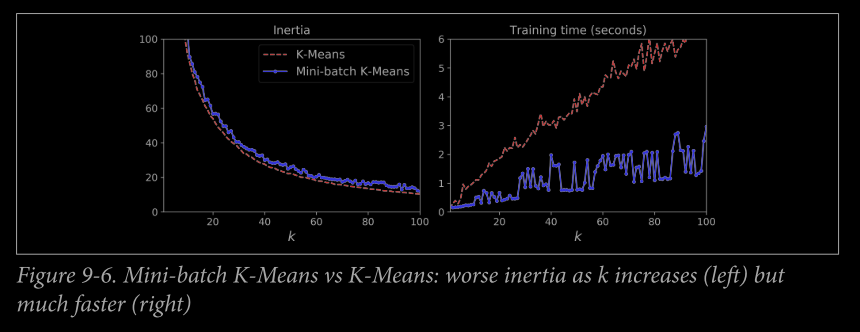 Inertia
100
80
60
40
20
0
20
40
60
80
100
k
K-Means
Mini-batch K-Means
Training time (seconds)
6
5
4
3
2
1
0
20
40
60
80
100
k
Figure 9-6. Mini-batch K-Means vs K-Means: worse inertia as k increases (left) but
much faster (right)